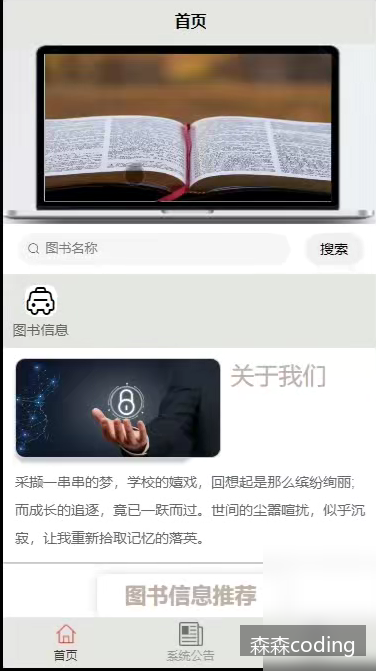 首页
图书名称
搜索
图书信息
关于我们
采撷一串串的梦，学校的嬉戏，回想起是那么缤纷绚丽;
而成长的追逐，竟已一跃而过。世间的尘嚣喧扰，似乎沉
寂，让我重新拾取记忆的落英。
图书信息推荐
首页
系统公告
森森coding